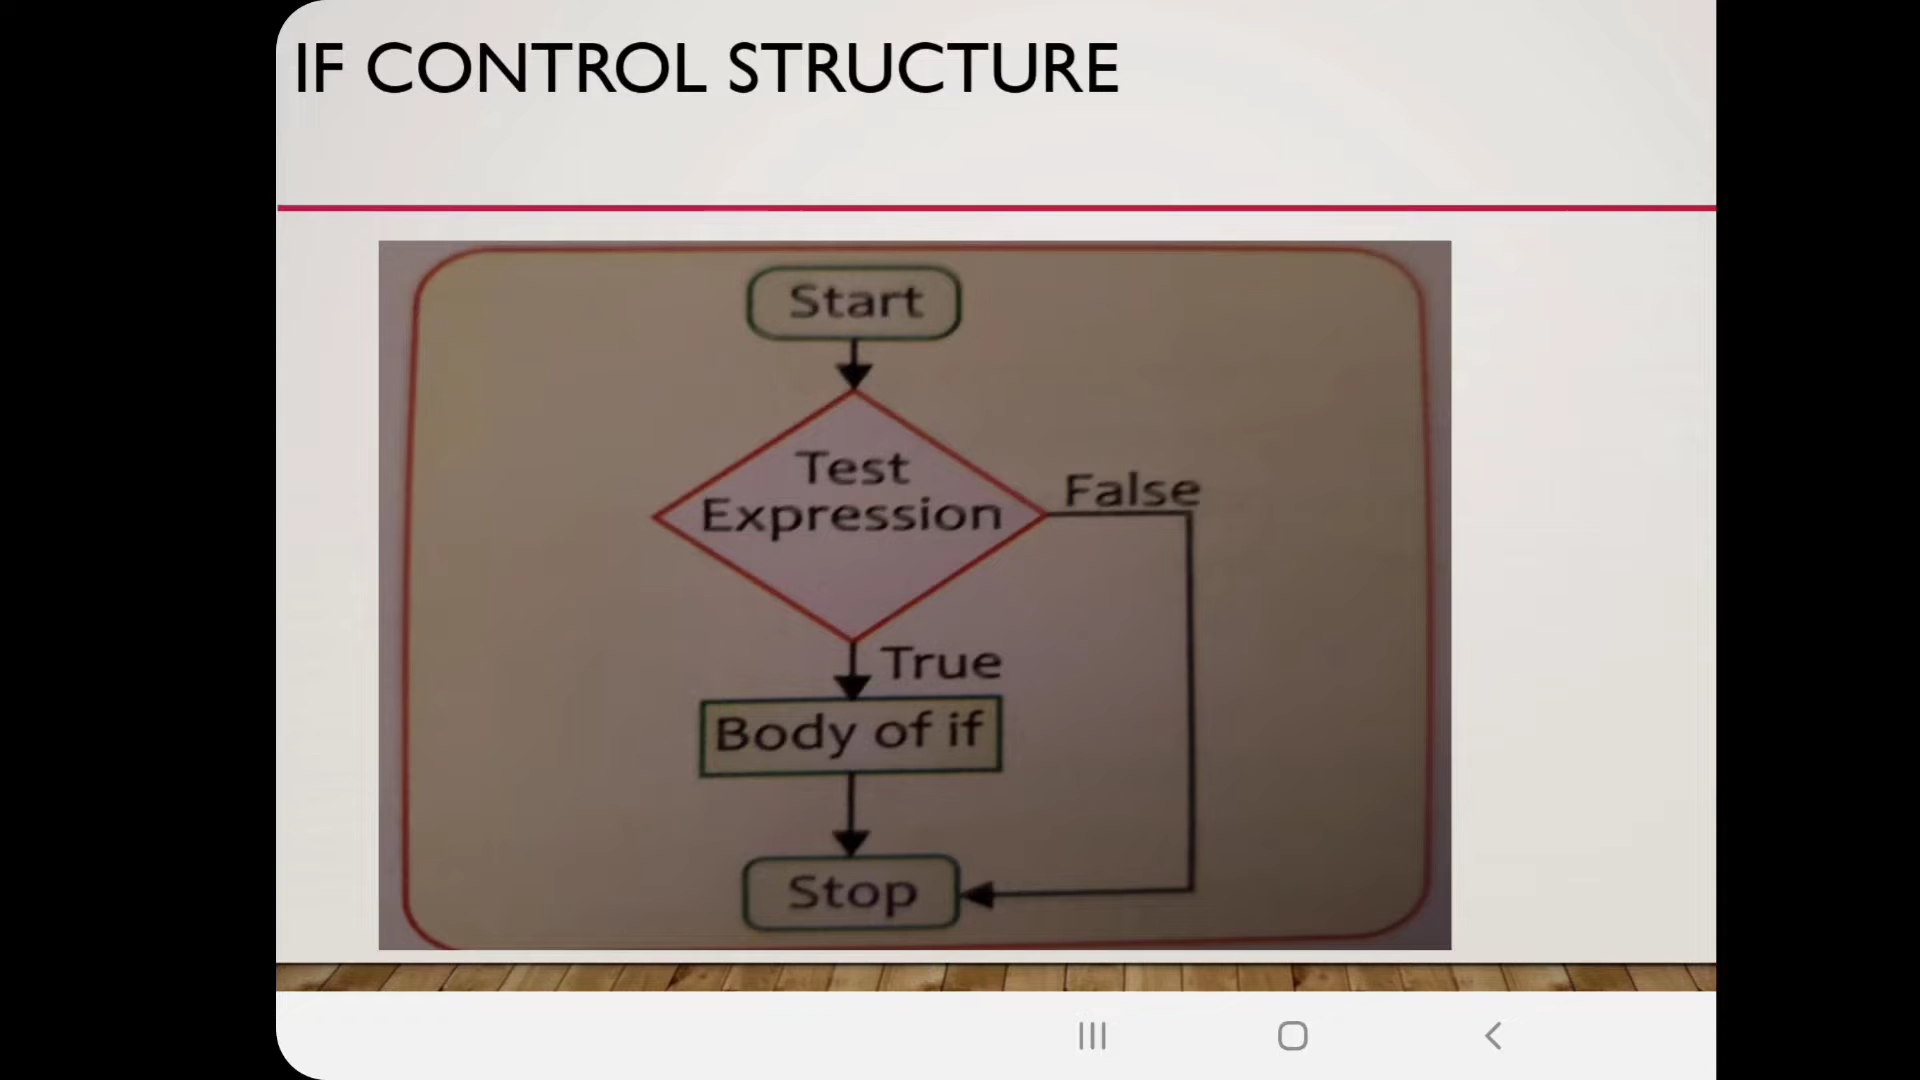 IF CONTROL STRUCTURE
Start
Test
Expression
False
True
Body of if
Stop